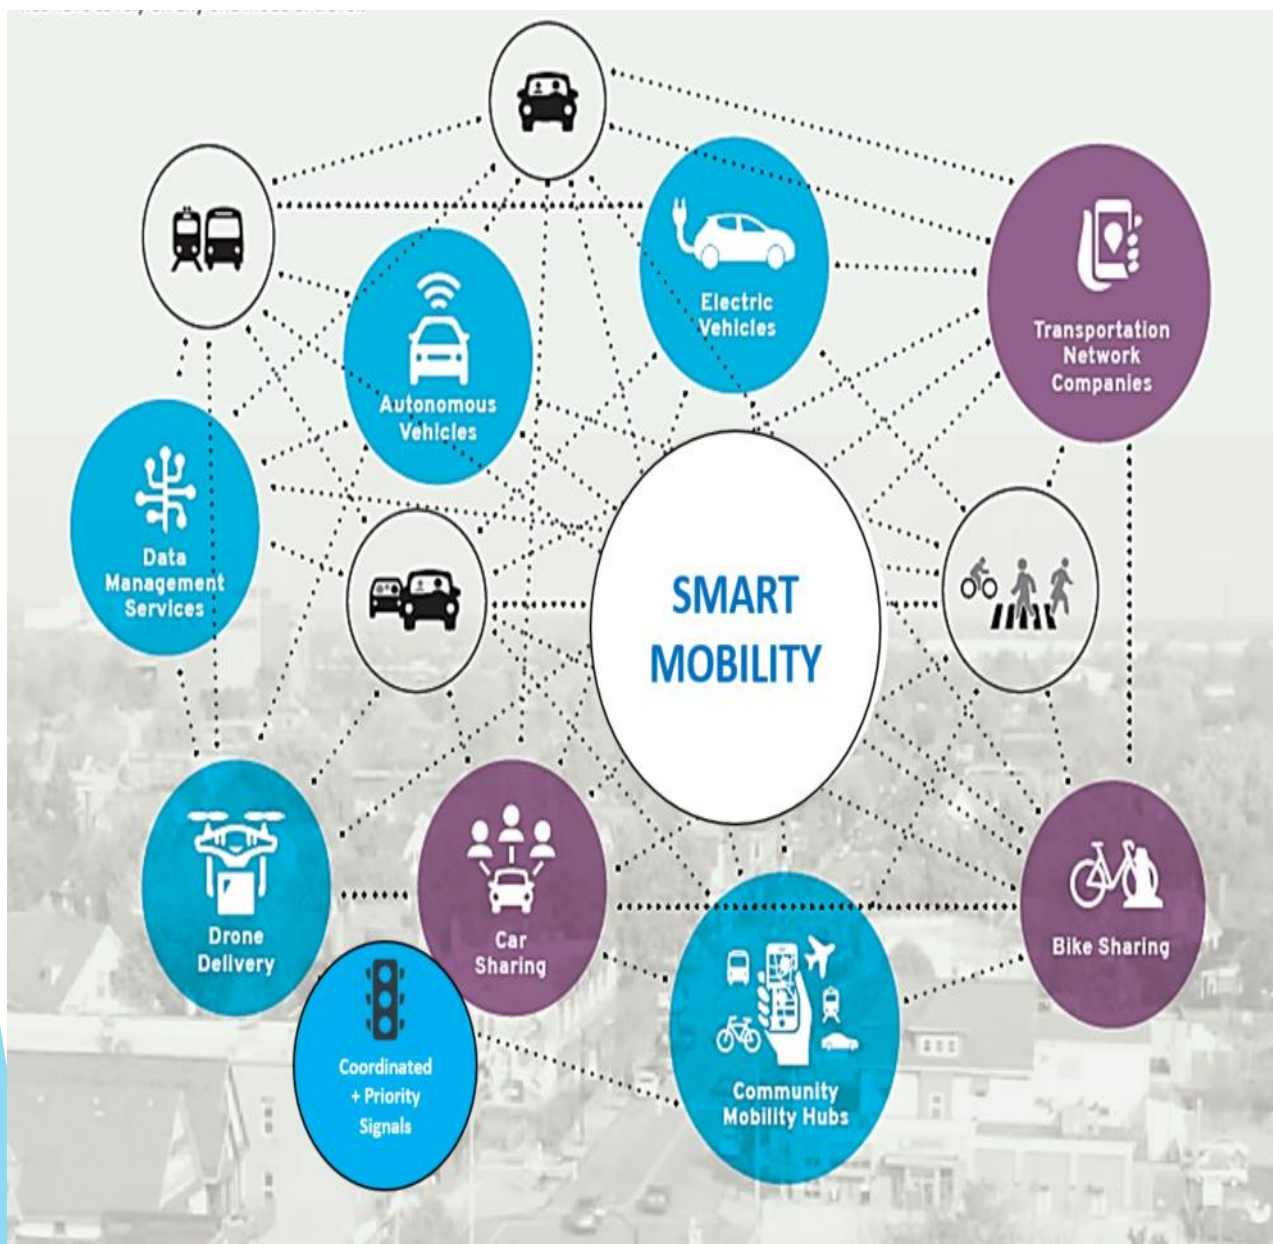 Electric
Vehicles
Transportation
Network
Companies
Autonomous
Vehicles
Data
Management
Services
SMART
MOBILITY
Drone
Delivery
Car
Sharing
Bike Sharing
Coordinated
+ Priority
Signals
Community
Mobility Hubs